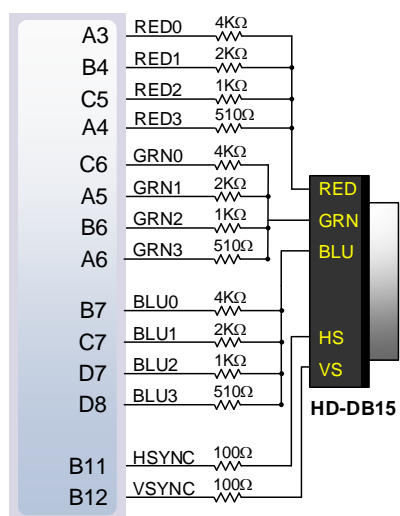 A3 RED0 4KΩ
B4 RED1 2KΩ
C5 RED2 1KΩ
A4 RED3 510Ω
C6 GRN0 4KΩ
A5 GRN1 2KΩ
B6 GRN2 1KΩ
A6 GRN3 510Ω
B7 BLU0 4KΩ
C7 BLU1 2KΩ
D7 BLU2 1KΩ
D8 BLU3 510Ω
B11 HSYNC 100Ω
B12 VSYNC 100Ω
RED
GRN
BLU
HS
VS
HD-DB15